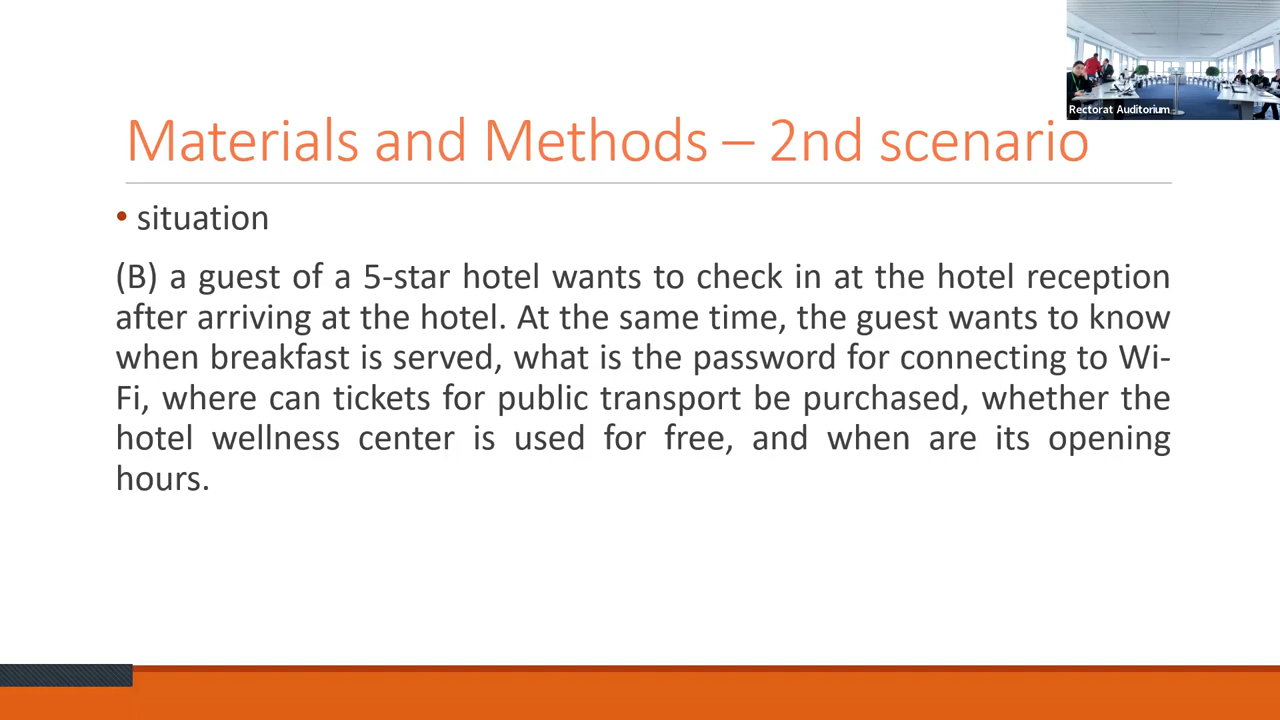 Rectorat Auditorium
Materials and Methods – 2nd scenario
• situation
(B) a guest of a 5-star hotel wants to check in at the hotel reception
after arriving at the hotel. At the same time, the guest wants to know
when breakfast is served, what is the password for connecting to Wi-
Fi, where can tickets for public transport be purchased, whether the
hotel wellness center is used for free, and when are its opening
hours.